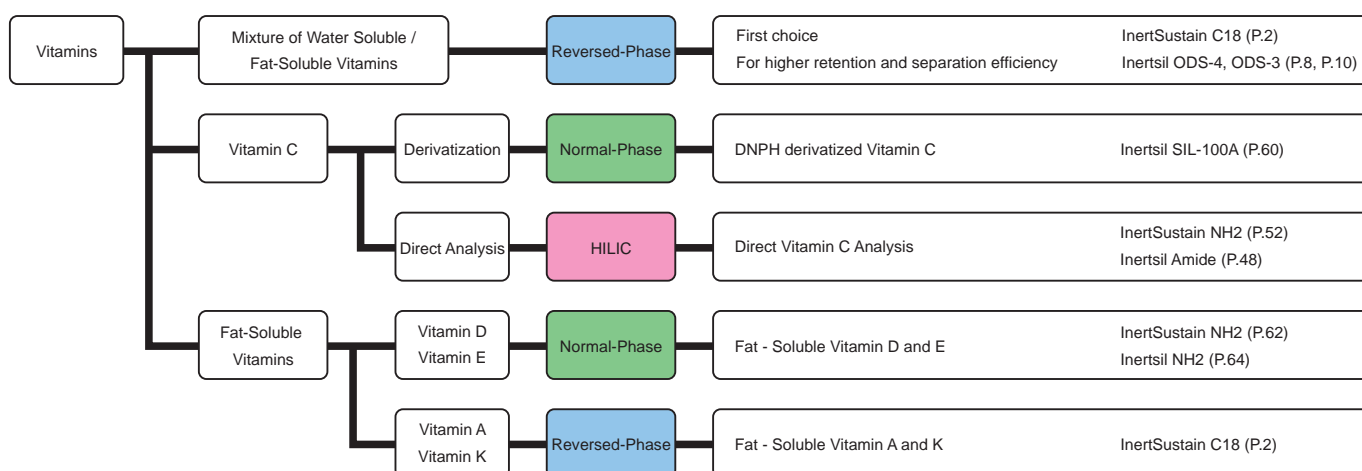 Vitamins
Mixture of Water Soluble /
Fat-Soluble Vitamins
Reversed-Phase
First choice InertSustain C18 (P.2)
For higher retention and separation efficiency Inertsil ODS-4, ODS-3 (P.8, P.10)
Vitamin C
Derivatization
Normal-Phase
DNPH derivatized Vitamin C Inertsil SIL-100A (P.60)
Direct Analysis
HILIC
Direct Vitamin C Analysis
InertSustain NH2 (P.52)
Inertsil Amide (P.48)
Fat-Soluble
Vitamins
Vitamin D
Vitamin E
Normal-Phase
Fat - Soluble Vitamin D and E
InertSustain NH2 (P.62)
Inertsil NH2 (P.64)
Vitamin A
Vitamin K
Reversed-Phase
Fat - Soluble Vitamin A and K InertSustain C18 (P.2)